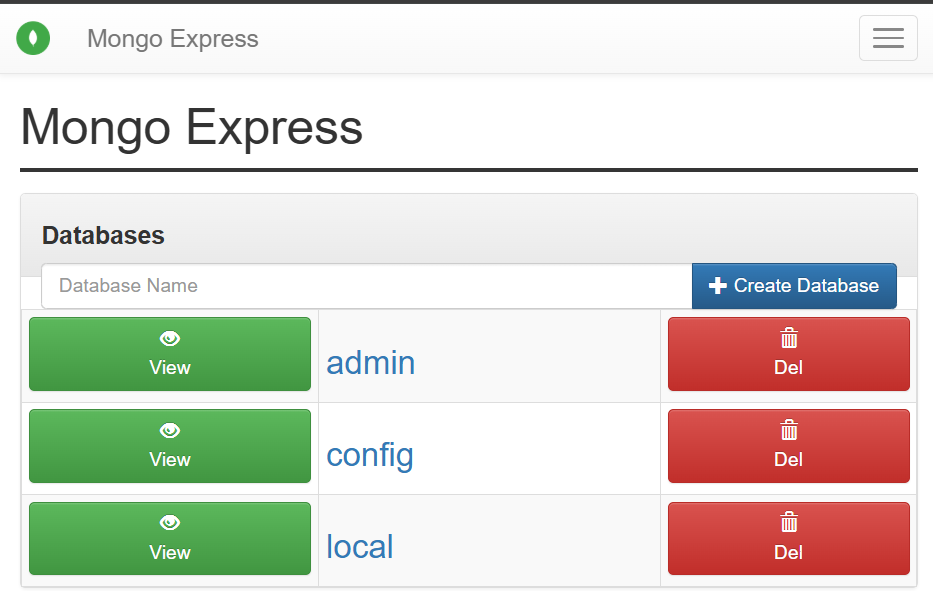 Mongo Express
Mongo Express
Databases
Database Name
Create Database
View
admin
Del
View
config
Del
View
local
Del